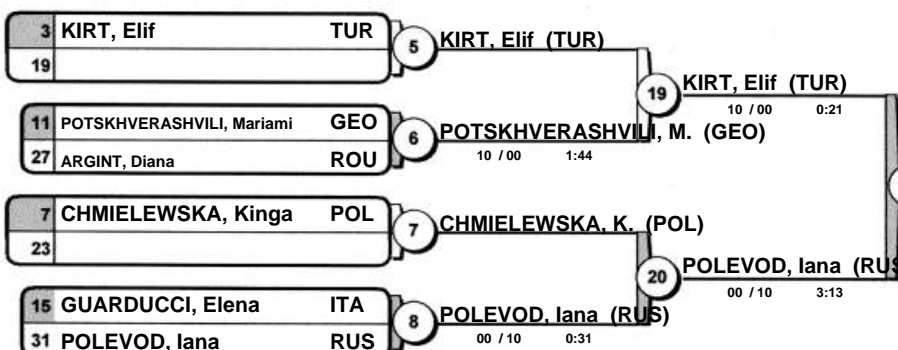 3 KIRT, Elif TUR
19
5 KIRT, Elif (TUR)
11 POTSKHVERASHVILI, Mariami GEO
27 ARGINT, Diana ROU
6 POTSKHVERASHVILI, M. (GEO)
10 / 00 1:44
19 KIRT, Elif (TUR)
10 / 00 0:21
7 CHMIELEWSKA, Kinga POL
23
7 CHMIELEWSKA, K. (POL)
15 GUARDUCCI, Elena ITA
31 POLEVOD, Iana RUS
8 POLEVOD, Iana (RUS)
00 / 10 0:31
20 POLEVOD, Iana (RUS
00 / 10 3:13